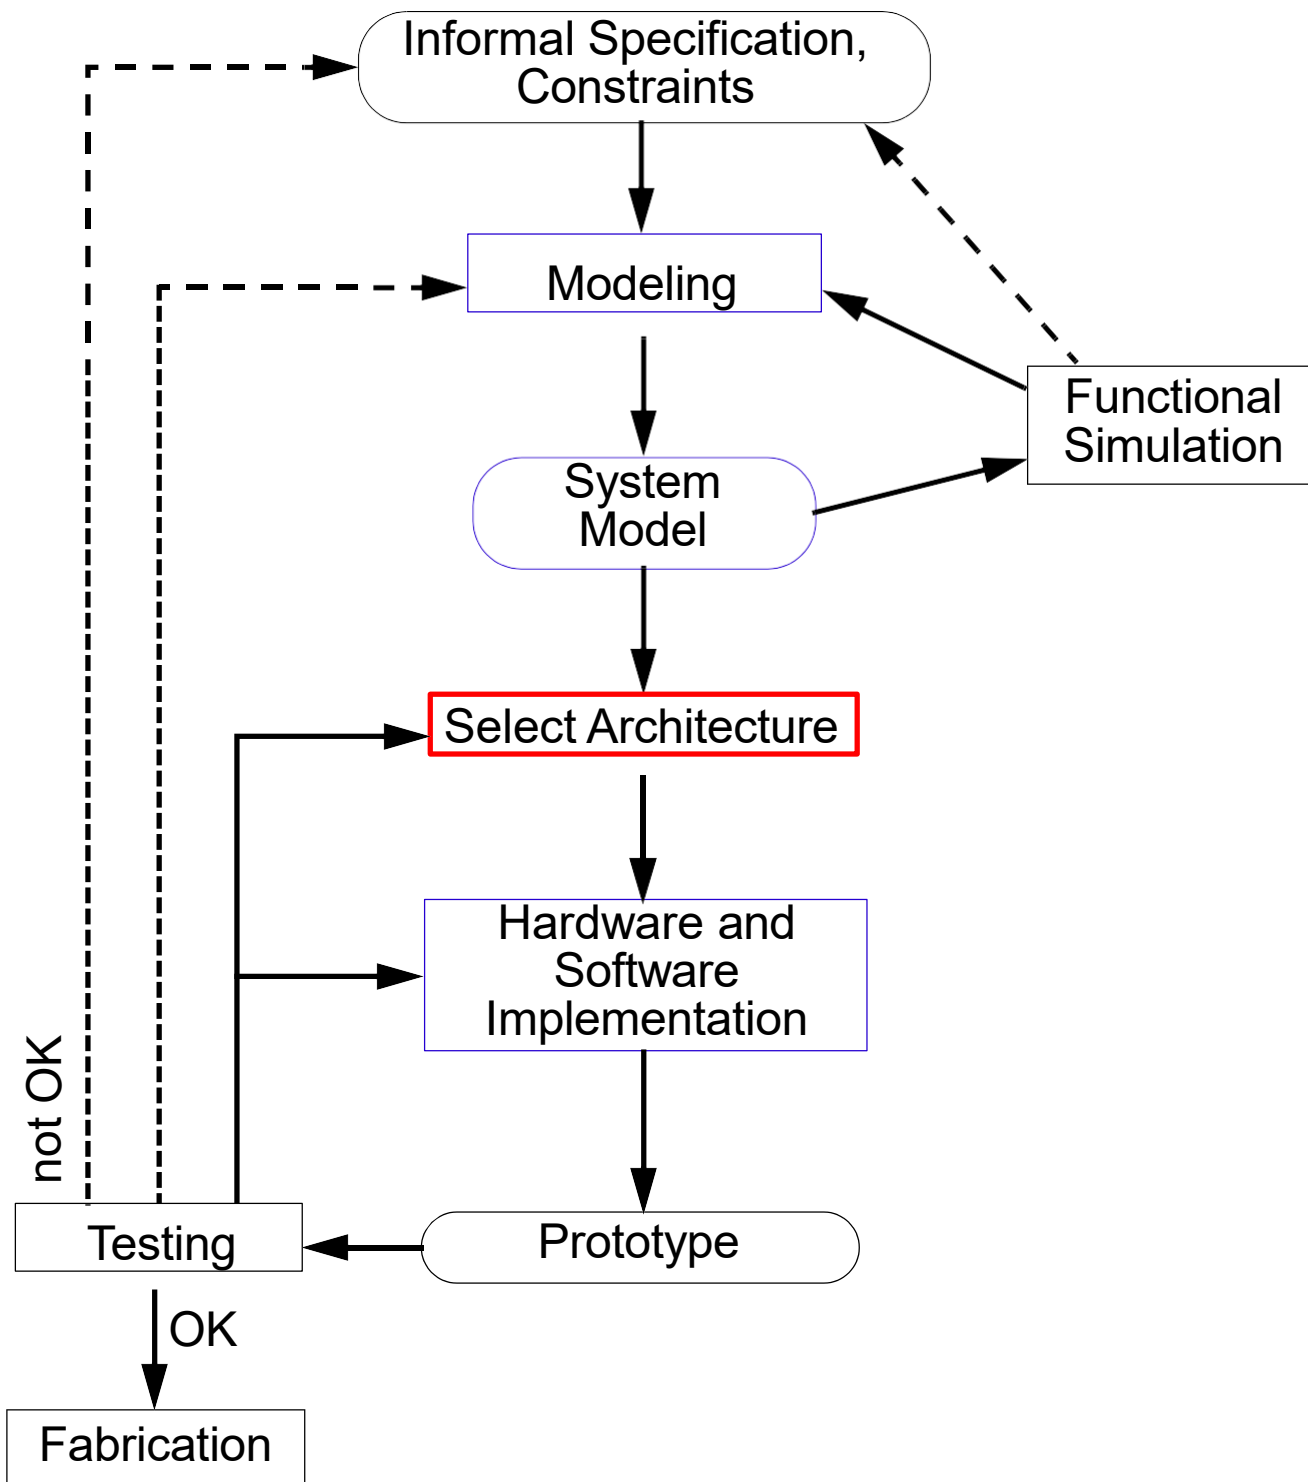 Informal Specification,
Constraints
Modeling
Functional
Simulation
System
Model
Select Architecture
Hardware and
Software
Implementation
not OK
Testing
Prototype
OK
Fabrication